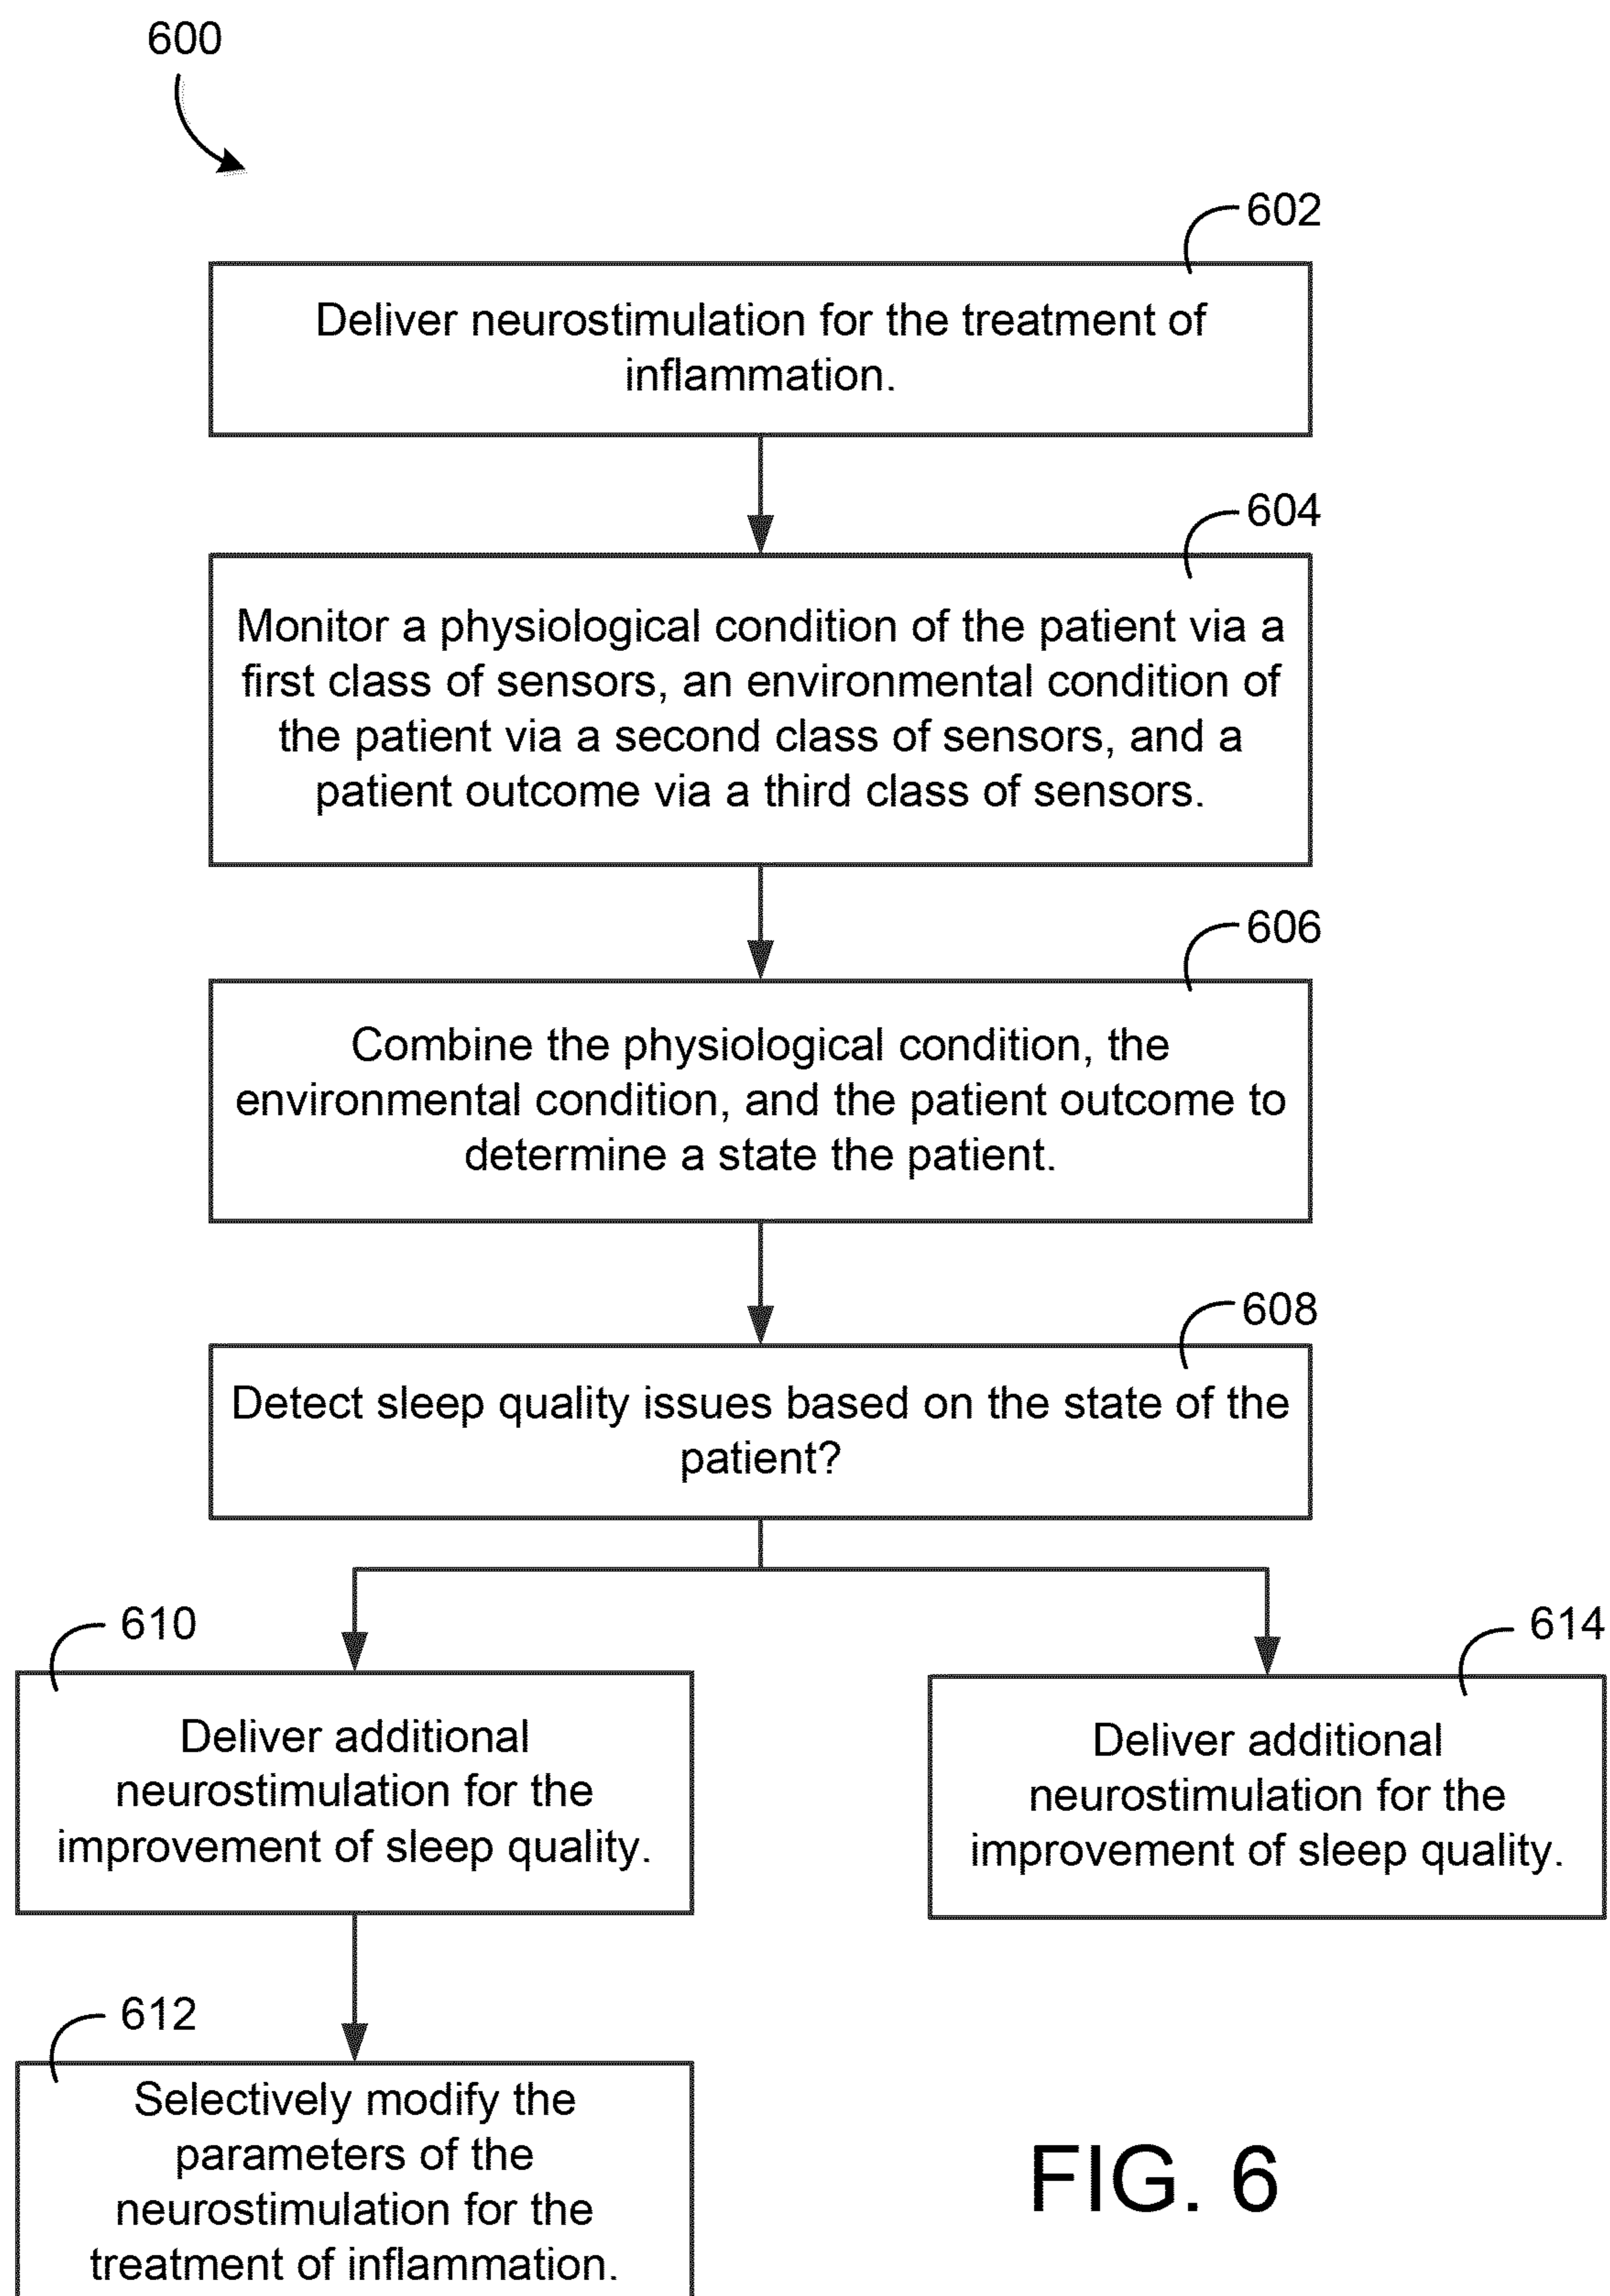 600
602
Deliver neurostimulation for the treatment of
inflammation.
604
Monitor a physiological condition of the patient via a
first class of sensors, an environmental condition of
the patient via a second class of sensors, and a
patient outcome via a third class of sensors.
606
Combine the physiological condition, the
environmental condition, and the patient outcome to
determine a state the patient.
608
Detect sleep quality issues based on the state of the
patient?
610
Deliver additional
neurostimulation for the
improvement of sleep quality.
614
Deliver additional
neurostimulation for the
improvement of sleep quality.
612
Selectively modify the
parameters of the
neurostimulation for the
treatment of inflammation.
FIG. 6